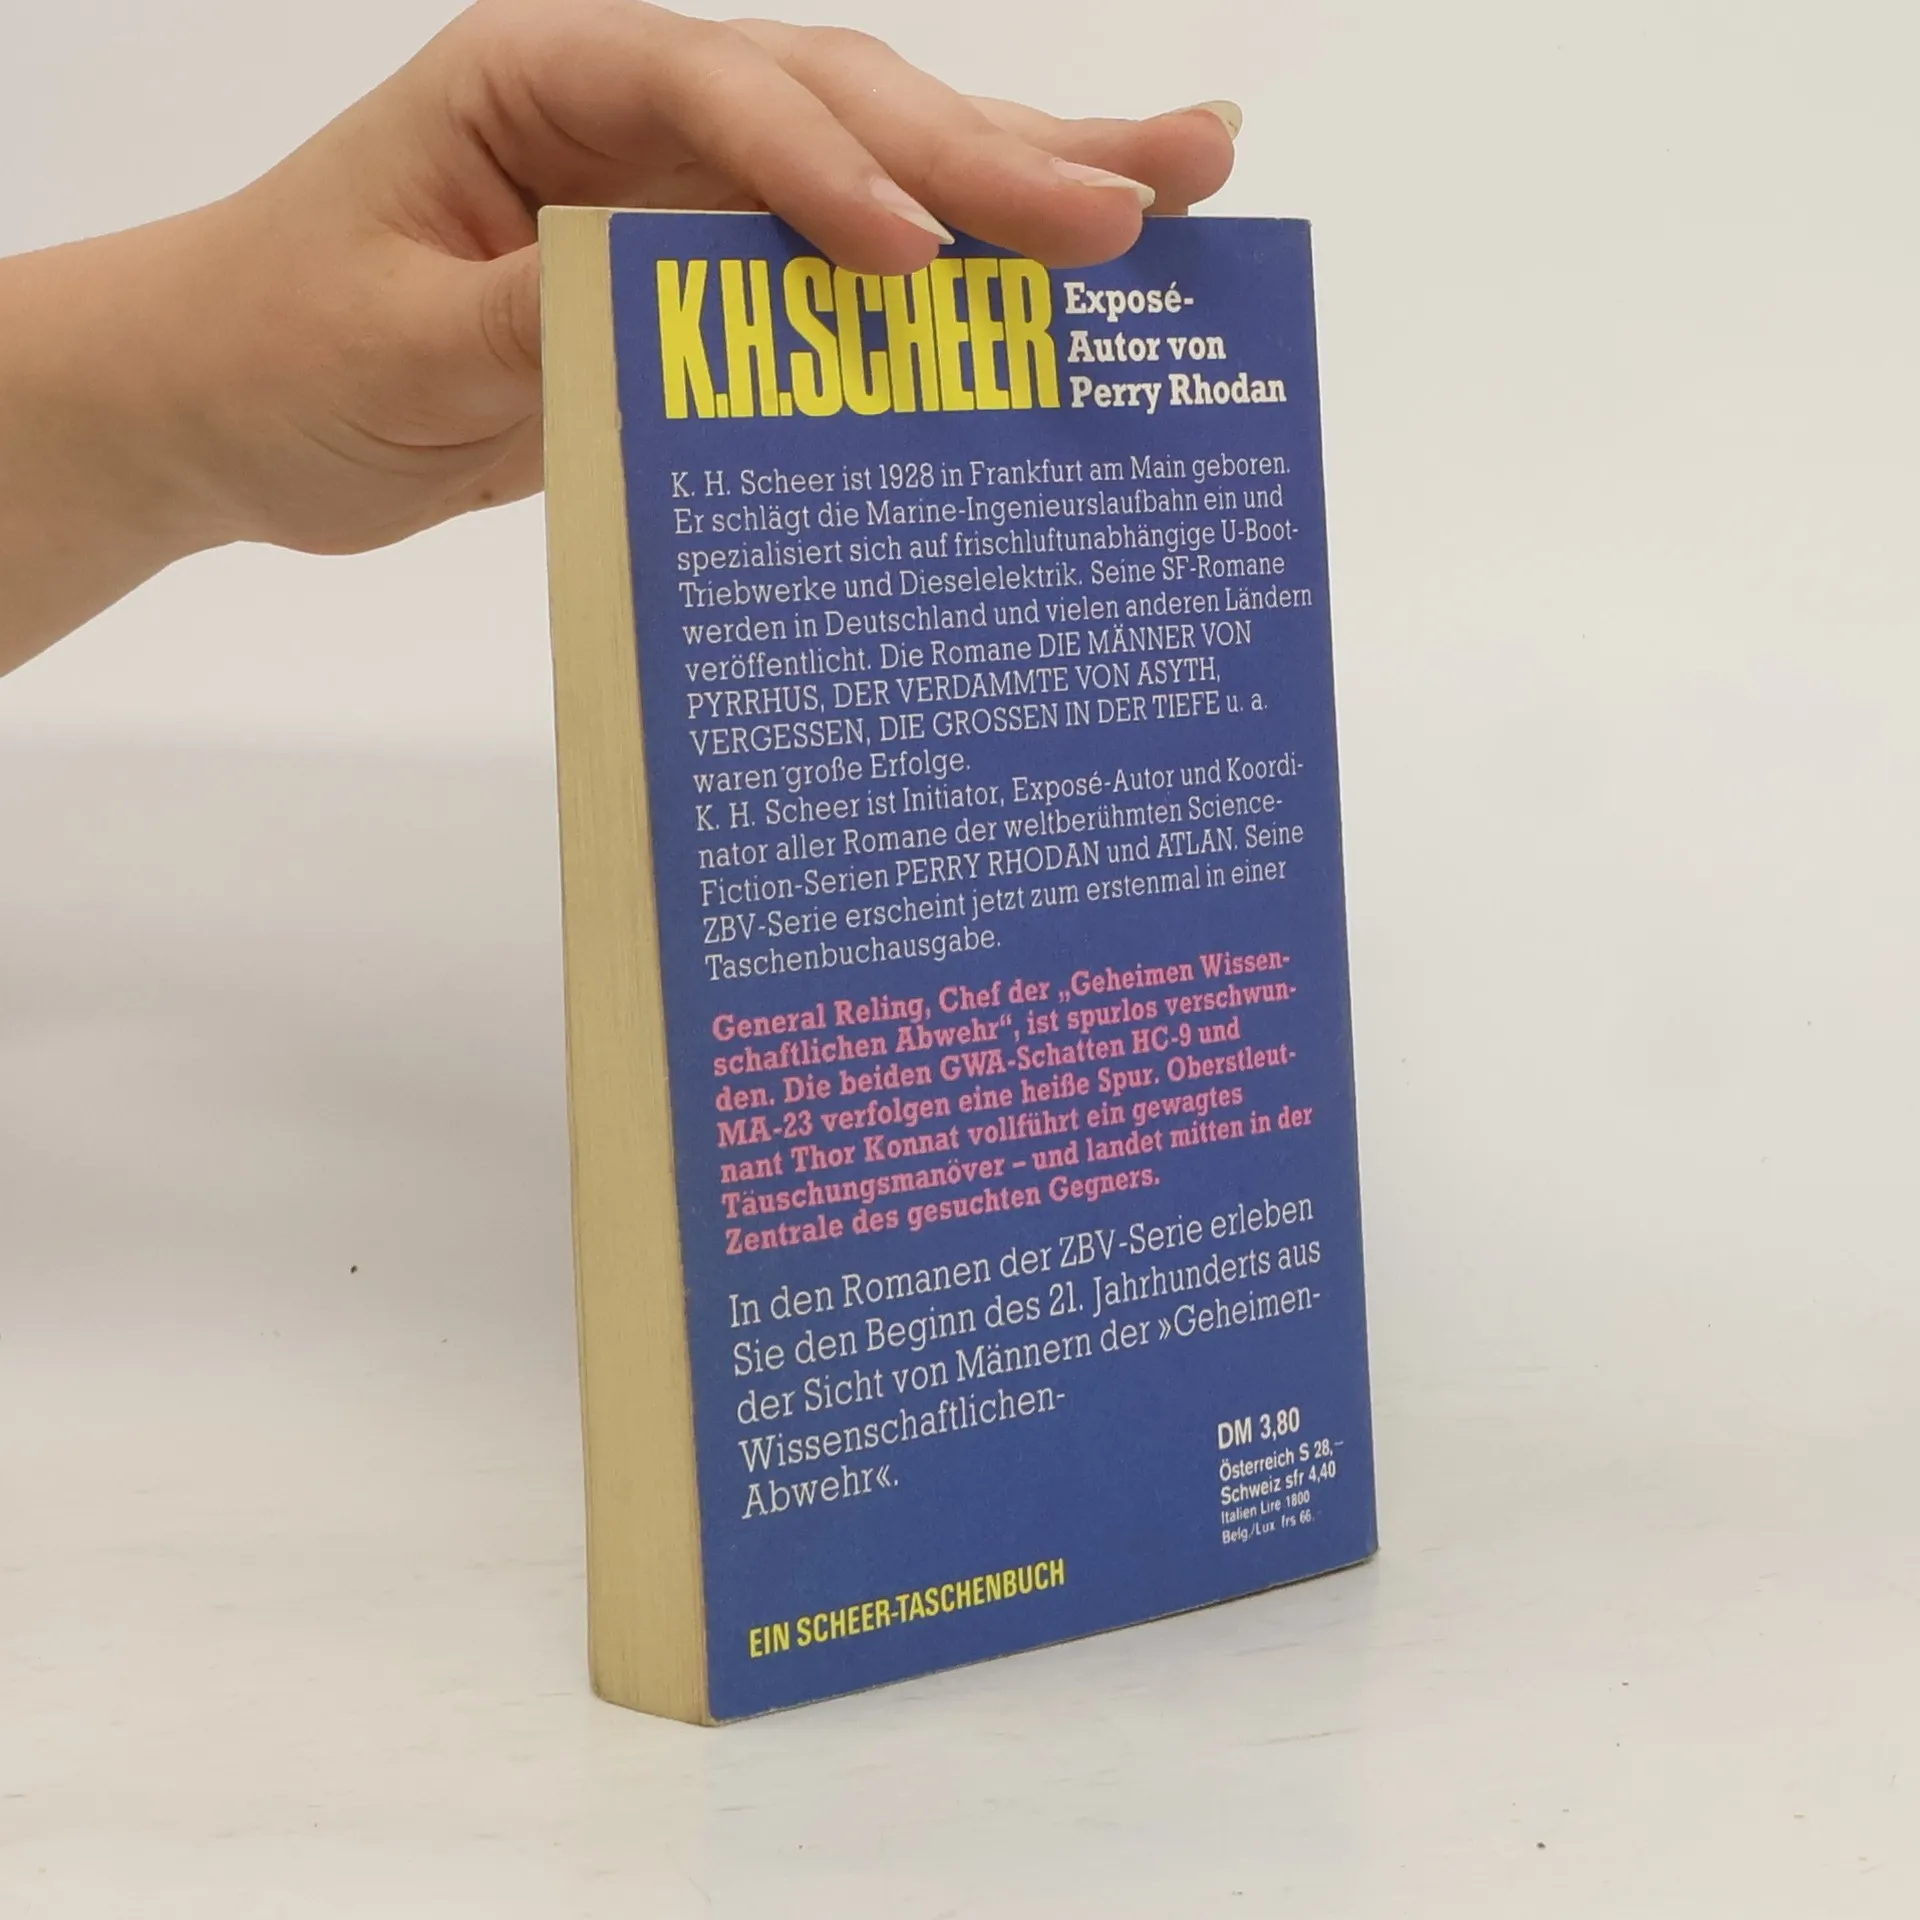 K.H.SCHEER
Exposé-
Autor von
Perry Rhodan
K. H. Scheer ist 1928 in Frankfurt am Main geboren.
Er schlägt die Marine-Ingenieurslaufbahn ein und
spezialisiert sich auf frischluftunabhängige U-Boot-
Triebwerke und Dieselelektrik. Seine SF-Romane
werden in Deutschland und vielen anderen Ländern
veröffentlicht. Die Romane DIE MÄNNER VON
PYRRHUS, DER VERDAMMTE VON ASYTH,
VERGESSEN, DIE GROSSEN IN DER TIEFE u. a.
waren große Erfolge.
K. H. Scheer ist Initiator, Exposé-Autor und Koordi-
nator aller Romane der weltberühmten Science-
Fiction-Serien PERRY RHODAN und ATLAN. Seine
ZBV-Serie erscheint jetzt zum erstenmal in einer
Taschenbuchausgabe.
General Reling, Chef der „Geheimen Wissen-
schaftlichen Abwehr“, ist spurlos verschwun-
den. Die beiden GWA-Schatten HC-9 und
MA-23 verfolgen eine heiße Spur. Oberstleut-
nant Thor Konnat vollführt ein gewagtes
Täuschungsmanöver – und landet mitten in der
Zentrale des gesuchten Gegners.
In den Romanen der ZBV-Serie erleben
Sie den Beginn des 21. Jahrhunderts aus
der Sicht von Männern der »Geheimen-
Wissenschaftlichen-
Abwehr«.
DM 3,80
Österreich S 28,–
Schweiz sfr 4,40
Italien Lire 1800
Belg./Lux frs 66.
EIN SCHEER-TASCHENBUCH